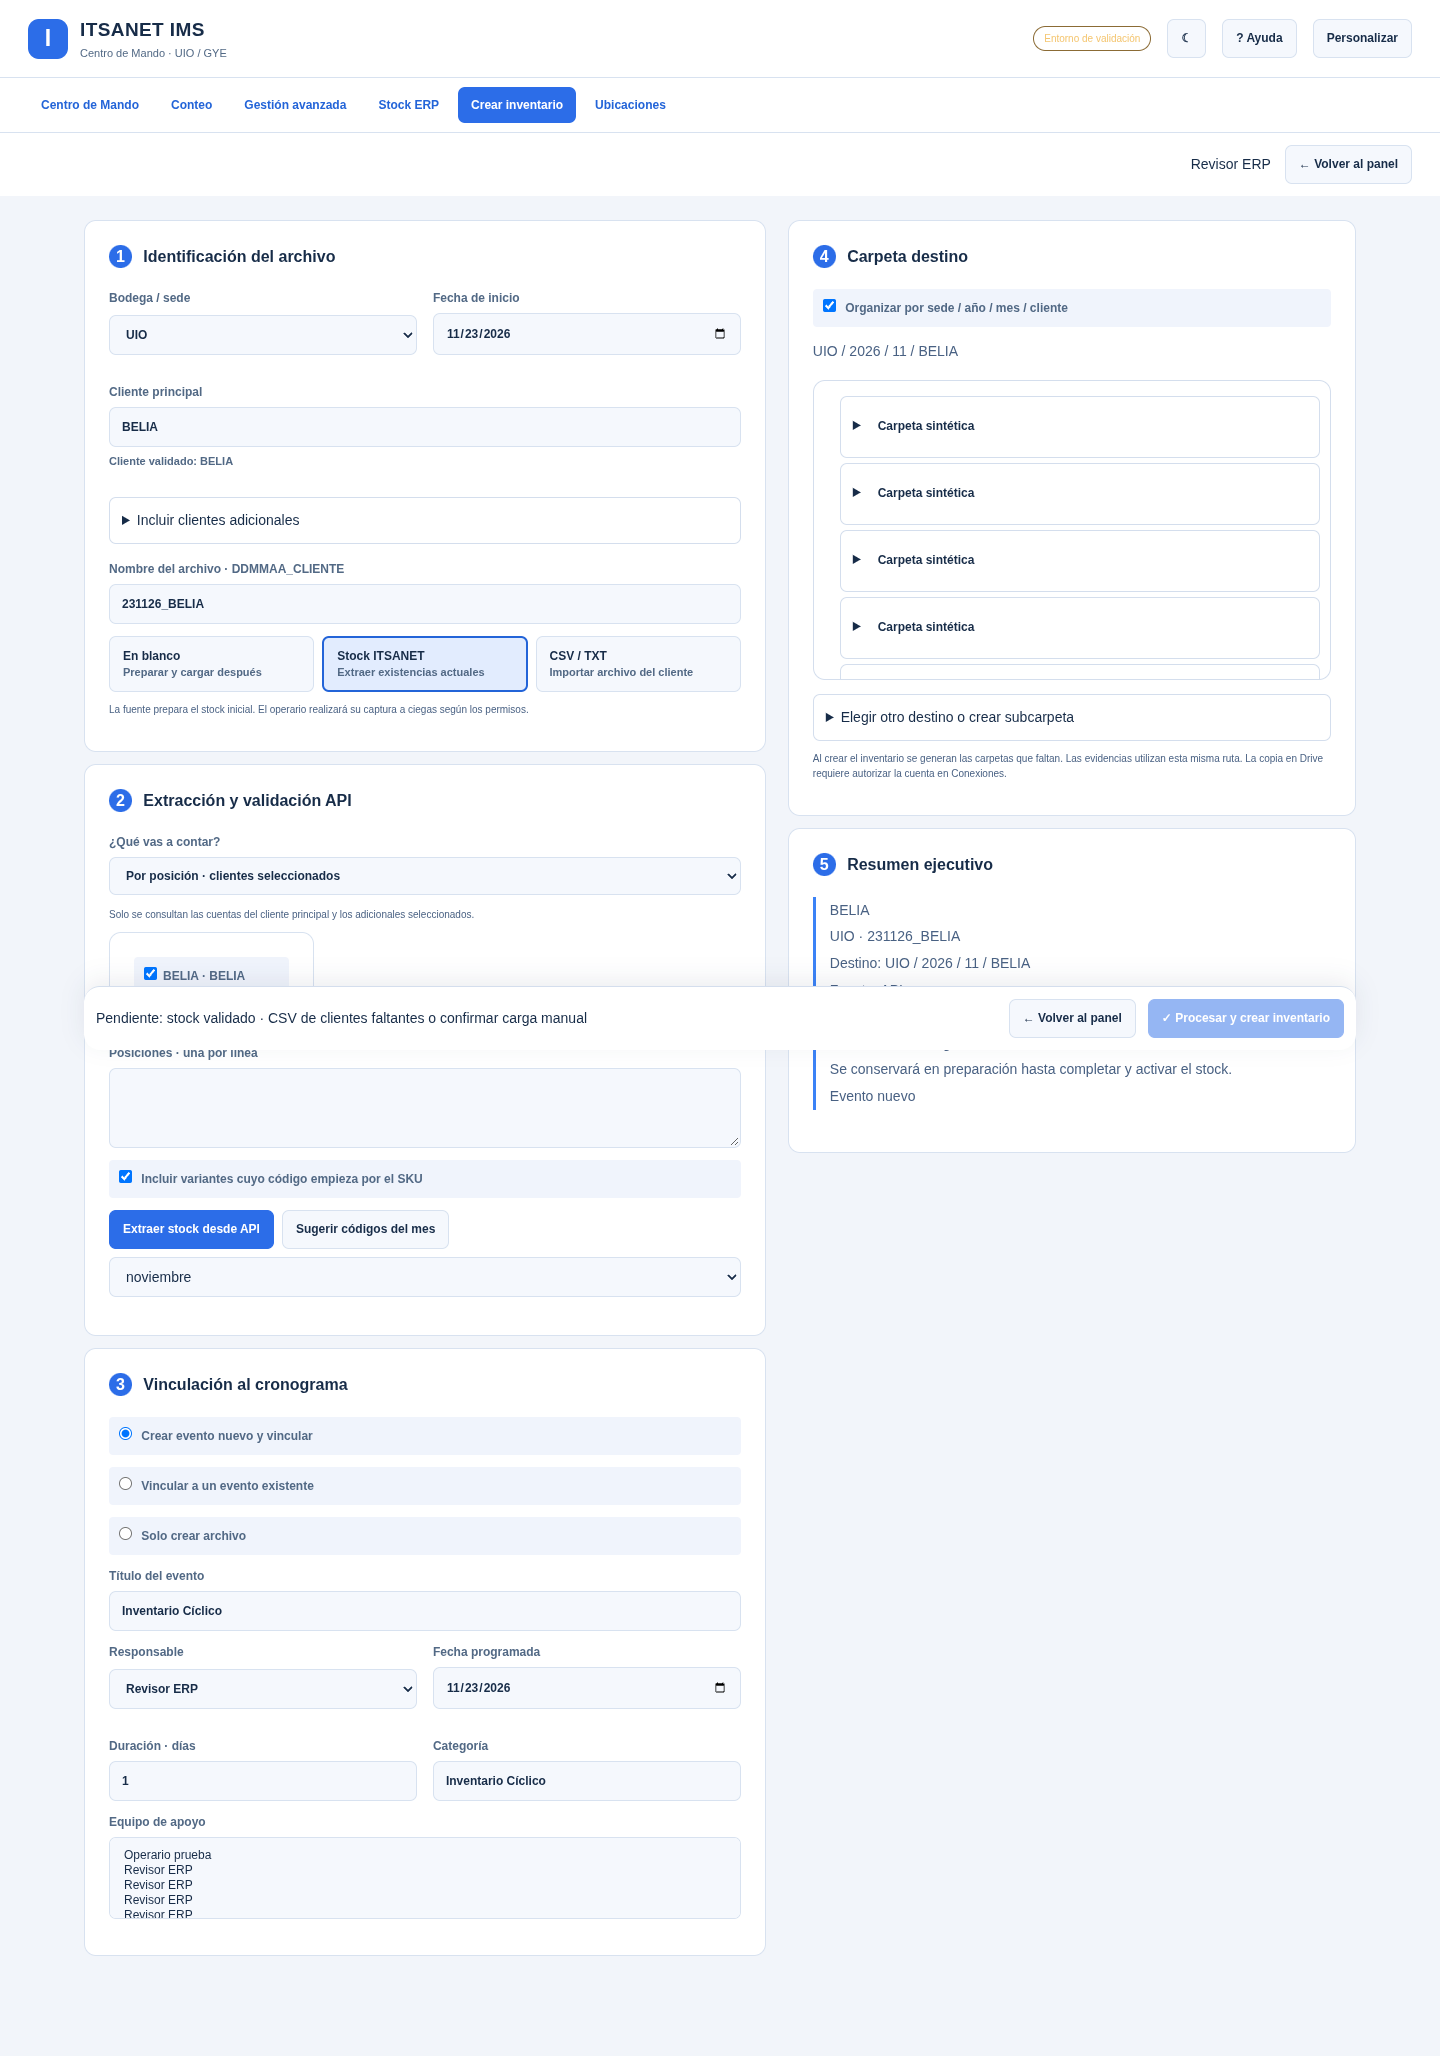 I
ITSANET IMS
Centro de Mando · UIO / GYE
Entorno de validación
? Ayuda
Personalizar
Centro de Mando
Conteo
Gestión avanzada
Stock ERP
Crear inventario
Ubicaciones
Revisor ERP
← Volver al panel
1 Identificación del archivo
Bodega / sede
Fecha de inicio
UIO
11/23/2026
Cliente principal
BELIA
Cliente validado: BELIA
▶ Incluir clientes adicionales
Nombre del archivo · DDMMAA_CLIENTE
231126_BELIA
En blanco
Preparar y cargar después
Stock ITSANET
Extraer existencias actuales
CSV / TXT
Importar archivo del cliente
La fuente prepara el stock inicial. El operario realizará su captura a ciegas según los permisos.
2 Extracción y validación API
¿Qué vas a contar?
Por posición · clientes seleccionados
Solo se consultan las cuentas del cliente principal y los adicionales seleccionados.
BELIA · BELIA
Posiciones · una por línea
Incluir variantes cuyo código empieza por el SKU
Extraer stock desde API
Sugerir códigos del mes
noviembre
3 Vinculación al cronograma
Crear evento nuevo y vincular
Vincular a un evento existente
Solo crear archivo
Título del evento
Inventario Cíclico
Responsable
Fecha programada
Revisor ERP
11/23/2026
Duración · días
Categoría
1
Inventario Cíclico
Equipo de apoyo
Operario prueba
Revisor ERP
Revisor ERP
Revisor ERP
Revisor ERP
4 Carpeta destino
Organizar por sede / año / mes / cliente
UIO / 2026 / 11 / BELIA
▶ Carpeta sintética
▶ Carpeta sintética
▶ Carpeta sintética
▶ Carpeta sintética
▶ Elegir otro destino o crear subcarpeta
Al crear el inventario se generan las carpetas que faltan. Las evidencias utilizan esta misma ruta. La copia en Drive
requiere autorizar la cuenta en Conexiones.
5 Resumen ejecutivo
BELIA
UIO · 231126_BELIA
Destino: UIO / 2026 / 11 / BELIA
Se conservará en preparación hasta completar y activar el stock.
Evento nuevo
Pendiente: stock validado · CSV de clientes faltantes o confirmar carga manual
← Volver al panel
✓ Procesar y crear inventario